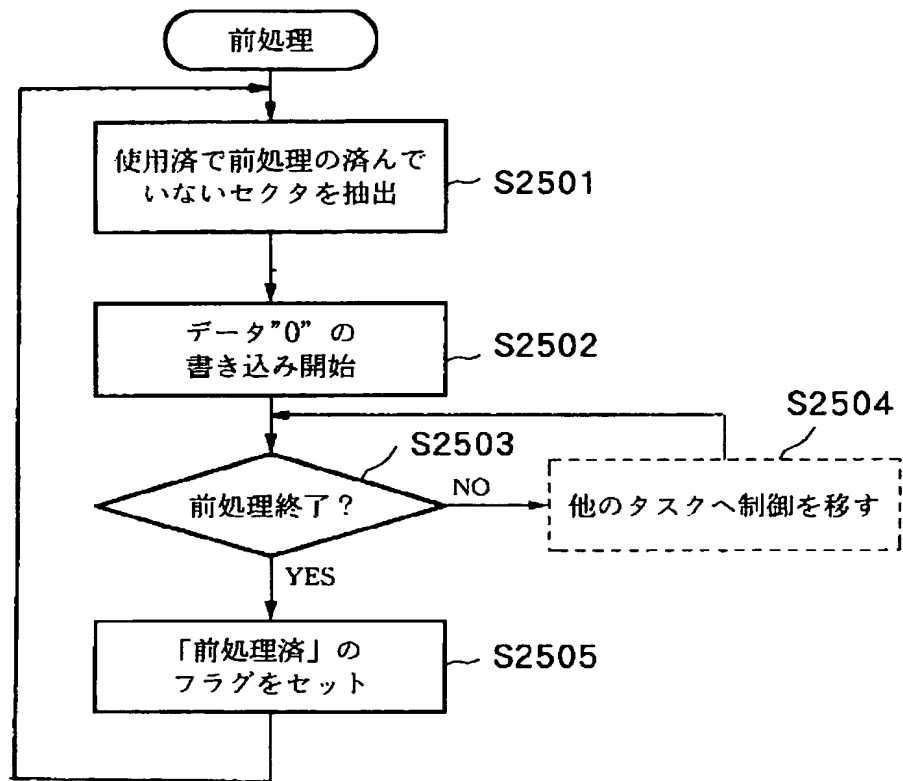 前処理
使用済で前処理の済んで
いないセクタを抽出
S2501
データ”0” の
書き込み開始
S2502
S2503
前処理終了?
NO
S2504
他のタスクへ制御を移す
YES
「前処理済」の
フラグをセット
S2505